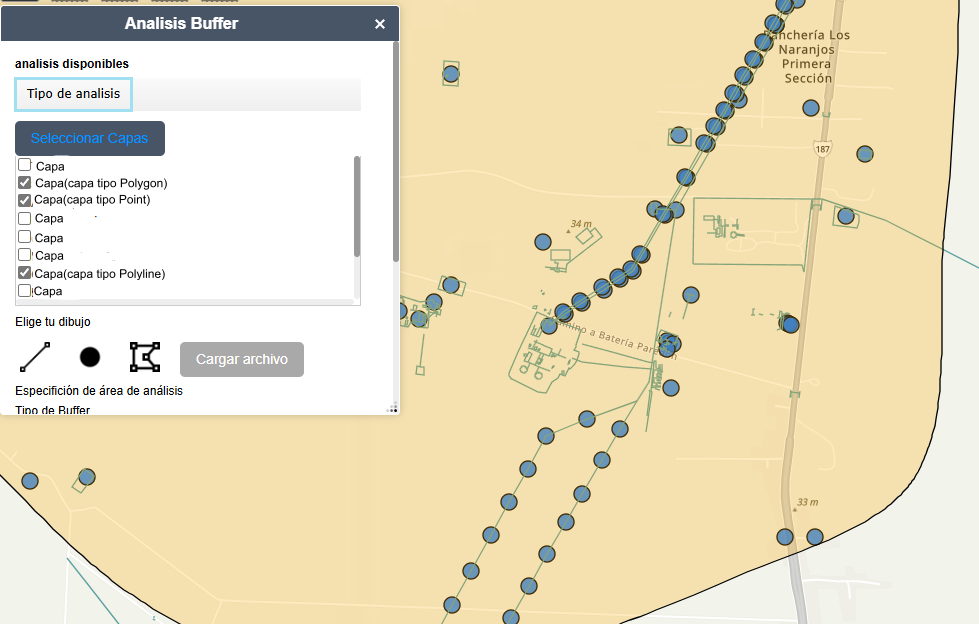 Analisis Buffer
×
analisis disponibles
Tipo de analisis
Seleccionar Capas
Capa
Capa(capa tipo Polygon)
Capa(capa tipo Point)
Capa
Capa
Capa
Capa(capa tipo Polyline)
Capa
Elige tu dibujo
Cargar archivo
Especifición de área de análisis
Tipo de Buffer
Ranchería Los
Naranjos
Primera
Sección
187
34 m
Camino a Batería Paredón
33 m